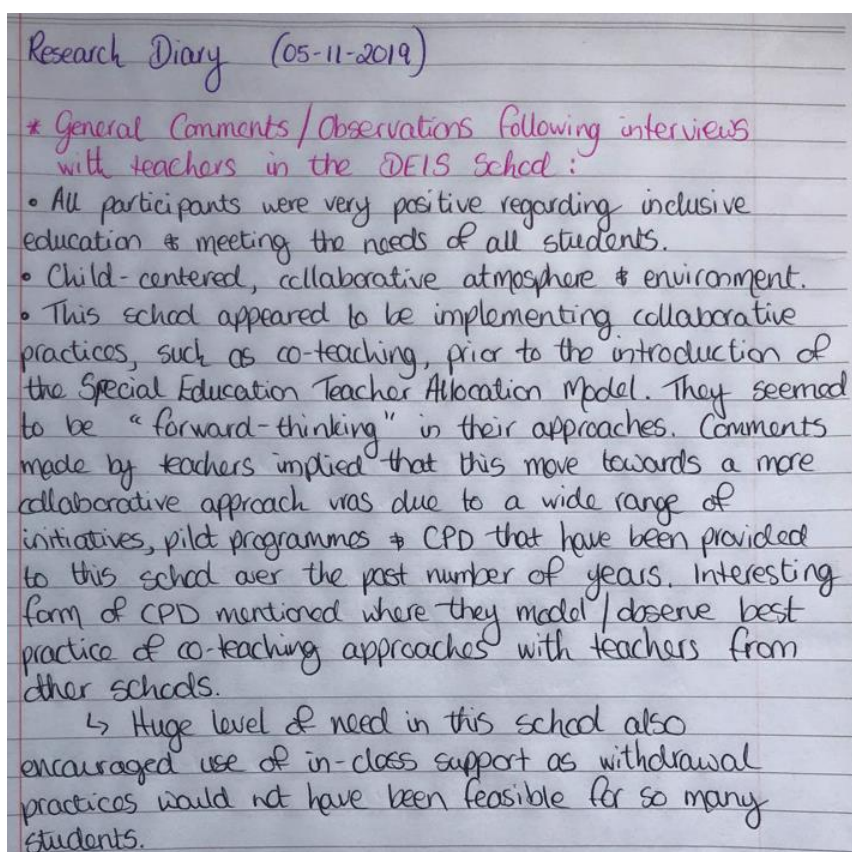 Research Diary (05-11-2019)
* General Comments / Observations following interviews
with teachers in the DEIS School :
• All participants were very positive regarding inclusive
education & meeting the needs of all students.
• Child-centered, collaborative atmosphere & environment.
• This school appeared to be implementing collaborative
practices, such as co-teaching, prior to the introduction of
the Special Education Teacher Allocation Model. They seemed
to be "forward-thinking" in their approaches. Comments
made by teachers implied that this move towards a more
collaborative approach was due to a wide range of
initiatives, pilot programmes & CPD that have been provided
to this school over the past number of years. Interesting
form of CPD mentioned where they model / observe best
practice of co-teaching approaches with teachers from
other schools.
↳ Huge level of need in this school also
encouraged use of in-class support as withdrawal
practices would not have been feasible for so many
students.